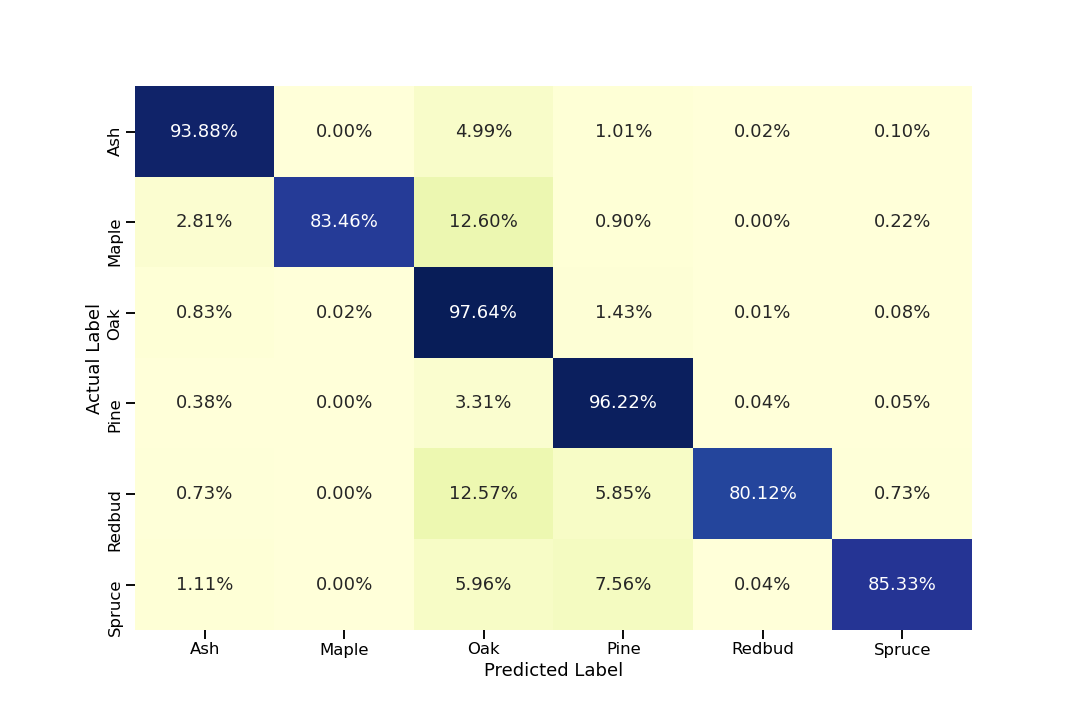 Actual Label
Ash 93.88% 0.00% 4.99% 1.01% 0.02% 0.10%
Maple 2.81% 83.46% 12.60% 0.90% 0.00% 0.22%
Oak 0.83% 0.02% 97.64% 1.43% 0.01% 0.08%
Pine 0.38% 0.00% 3.31% 96.22% 0.04% 0.05%
Redbud 0.73% 0.00% 12.57% 5.85% 80.12% 0.73%
Spruce 1.11% 0.00% 5.96% 7.56% 0.04% 85.33%
Ash Maple Oak Pine Redbud Spruce
Predicted Label